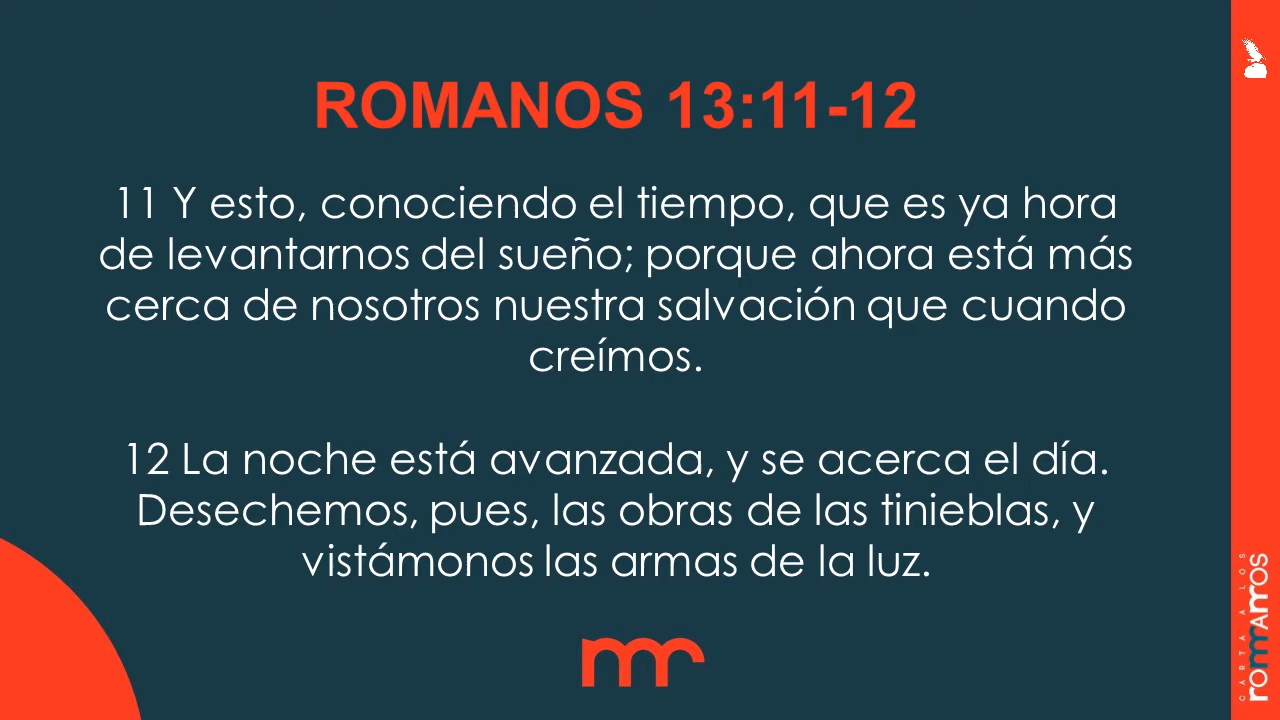 ROMANOS 13:11-12
11 Y esto, conociendo el tiempo, que es ya hora
de levantarnos del sueño; porque ahora está más
cerca de nosotros nuestra salvación que cuando
creímos.
12 La noche está avanzada, y se acerca el día.
Desechemos, pues, las obras de las tinieblas, y
vistámonos las armas de la luz.
CARTA A LOS
ROMANOS